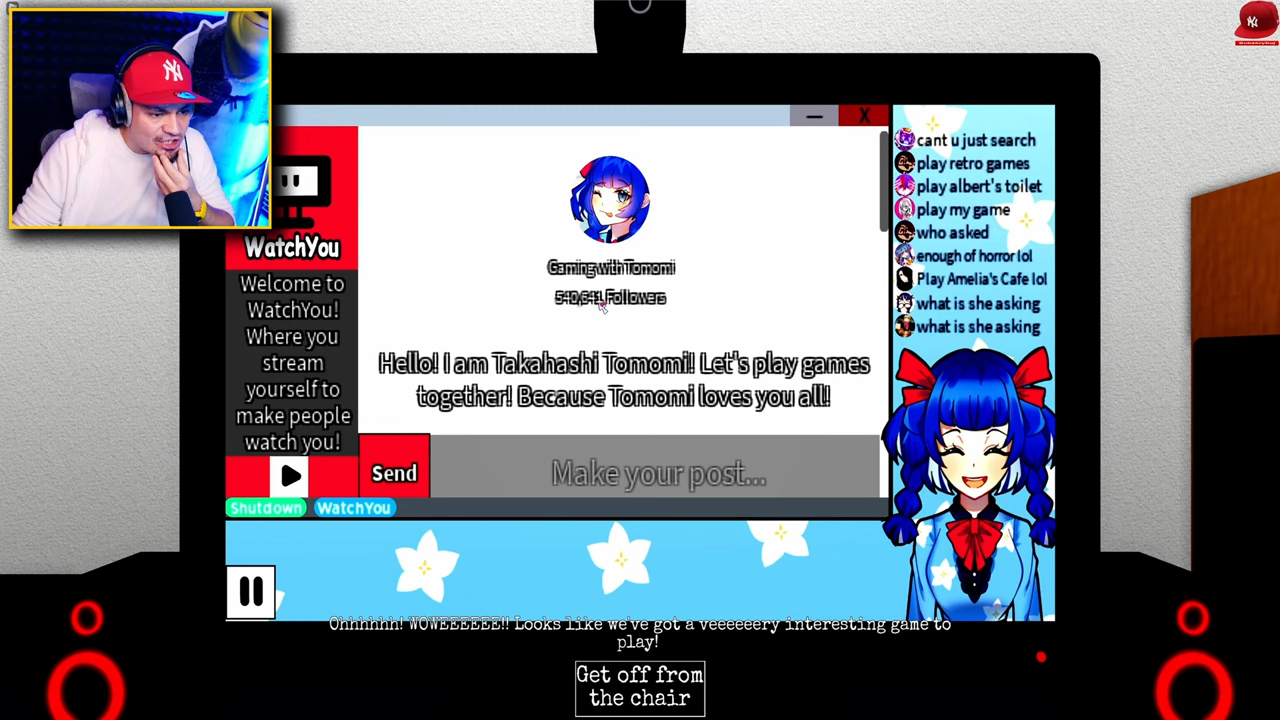 X
cant u just search
play retro games
play albert's toilet
play my game
who asked
enough of horror lol
Play Amelia's Cafe lol
what is she asking
what is she asking
WatchYou
Welcome to
WatchYou!
Where you
stream
yourself to
make people
watch you!
Gaming with Tomomi
540,641 Followers
Hello! I am Takahashi Tomomi! Let's play games
together! Because Tomomi loves you all!
Send
Make your post...
Shutdown
WatchYou
Ohhhhhh! WOWEEEEEE!! Looks like we've got a veeeeeery interesting game to
play!
Get off from
the chair